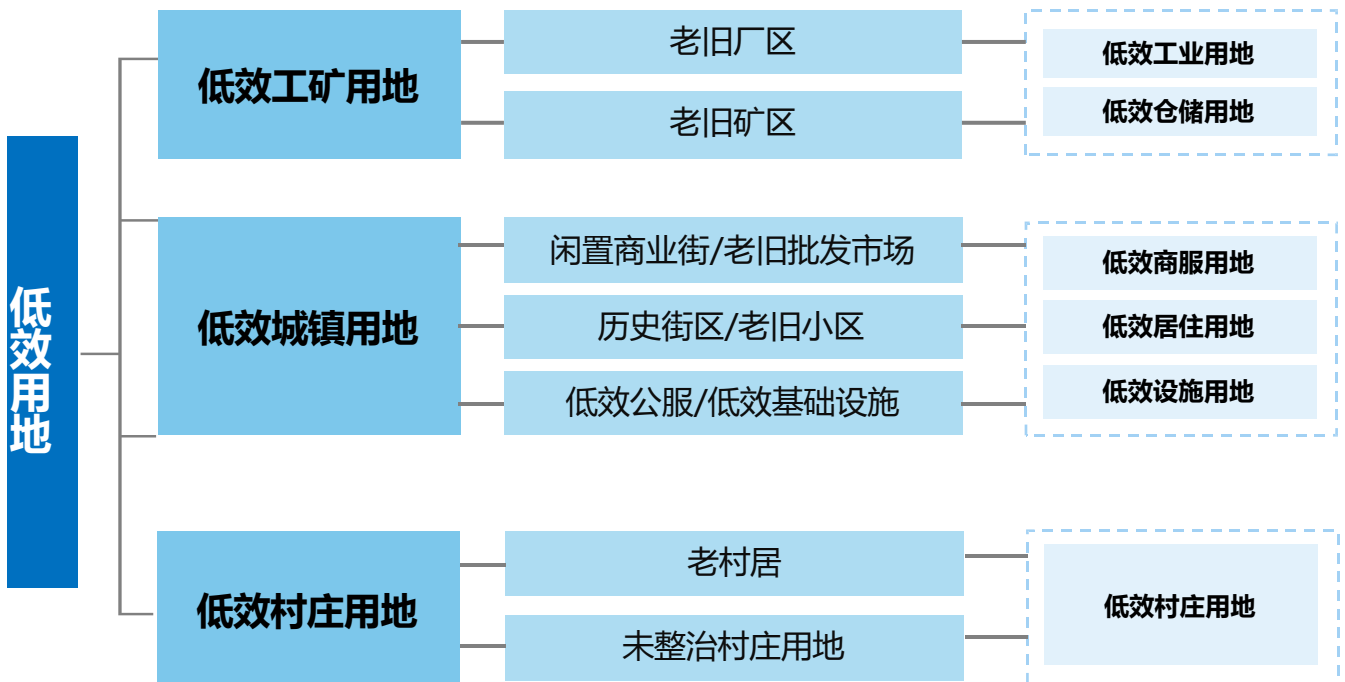 低效用地
低效工矿用地
老旧厂区
老旧矿区
低效工业用地
低效仓储用地
低效城镇用地
闲置商业街/老旧批发市场
历史街区/老旧小区
低效公服/低效基础设施
低效商服用地
低效居住用地
低效设施用地
低效村庄用地
老村居
未整治村庄用地
低效村庄用地